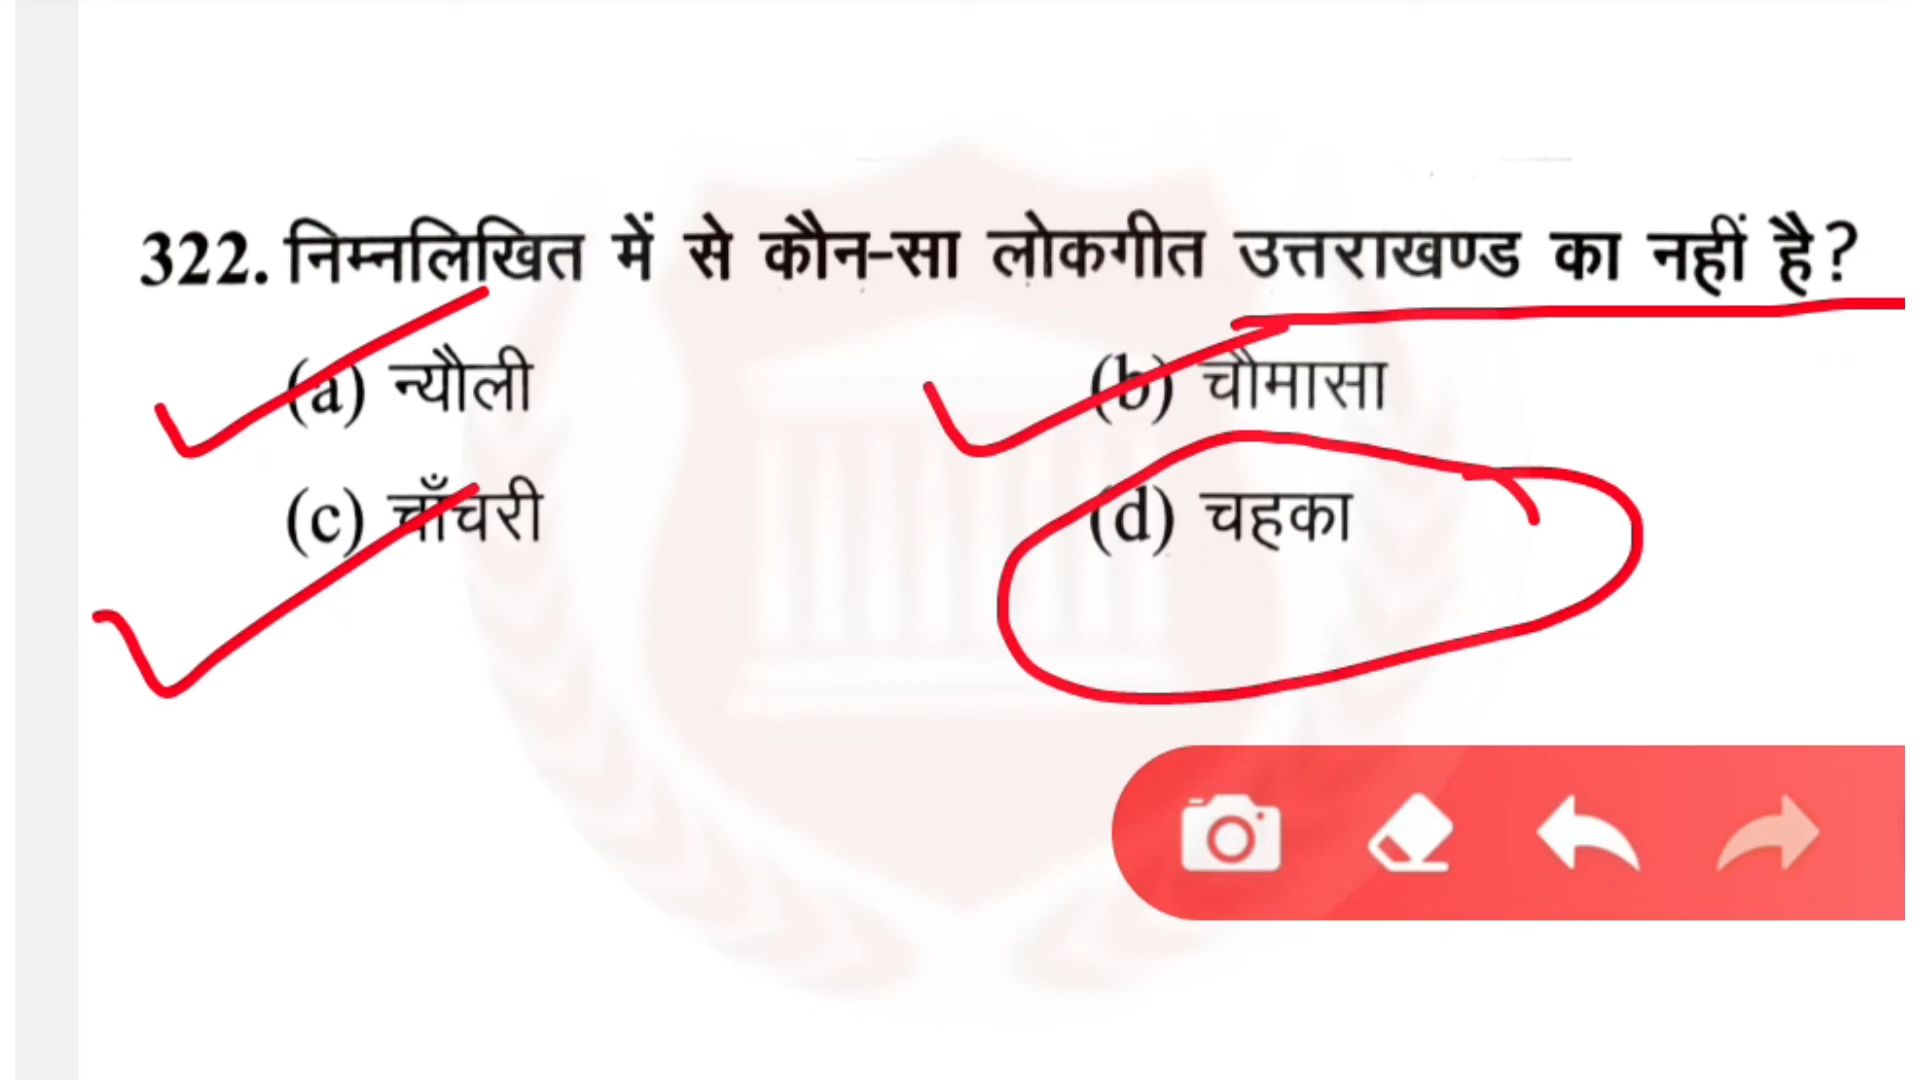 322. निम्नलिखित में से कौन-सा लोकगीत उत्तराखण्ड का नहीं है?
(a) न्यौली (b) चौमासा
(c) चाँचरी (d) चहका